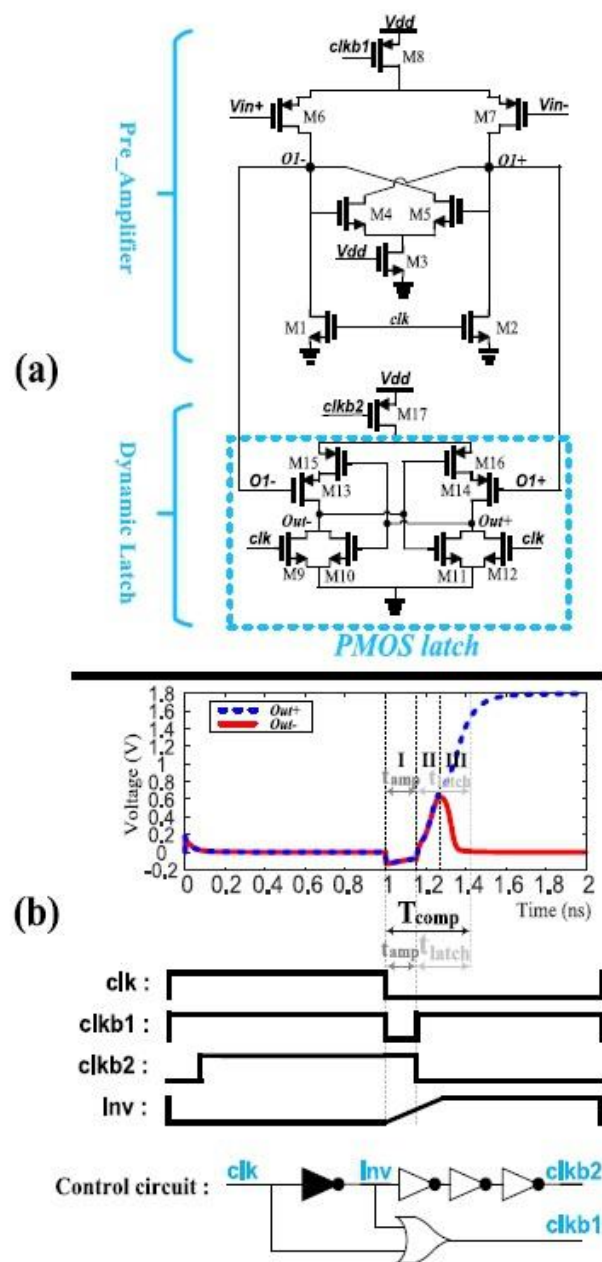 Vdd
clkb1
M8
Vin+
M6
M7
Vin-
Pre_Amplifier
O1-
O1+
M4
M5
Vdd
M3
M1
clk
M2
(a)
Vdd
clkb2
M17
Dynamic Latch
M15
M16
O1-
M13
M14
O1+
Out-
Out+
clk
clk
M9
M10
M11
M12
PMOS latch
(b)
Voltage (V)
1.8
1.6
1.2
1
0.8
0.6
0.2
0
-0.2
Out+
Out-
I
II
III
tamp
tlatch
0
0.2
0.4
0.6
0.8
1
1.2
1.4
1.6
1.8
2
Tcomp
Time (ns)
tamp
tlatch
clk :
clkb1 :
clkb2 :
Inv :
clk
Inv
clkb2
Control circuit :
clkb1